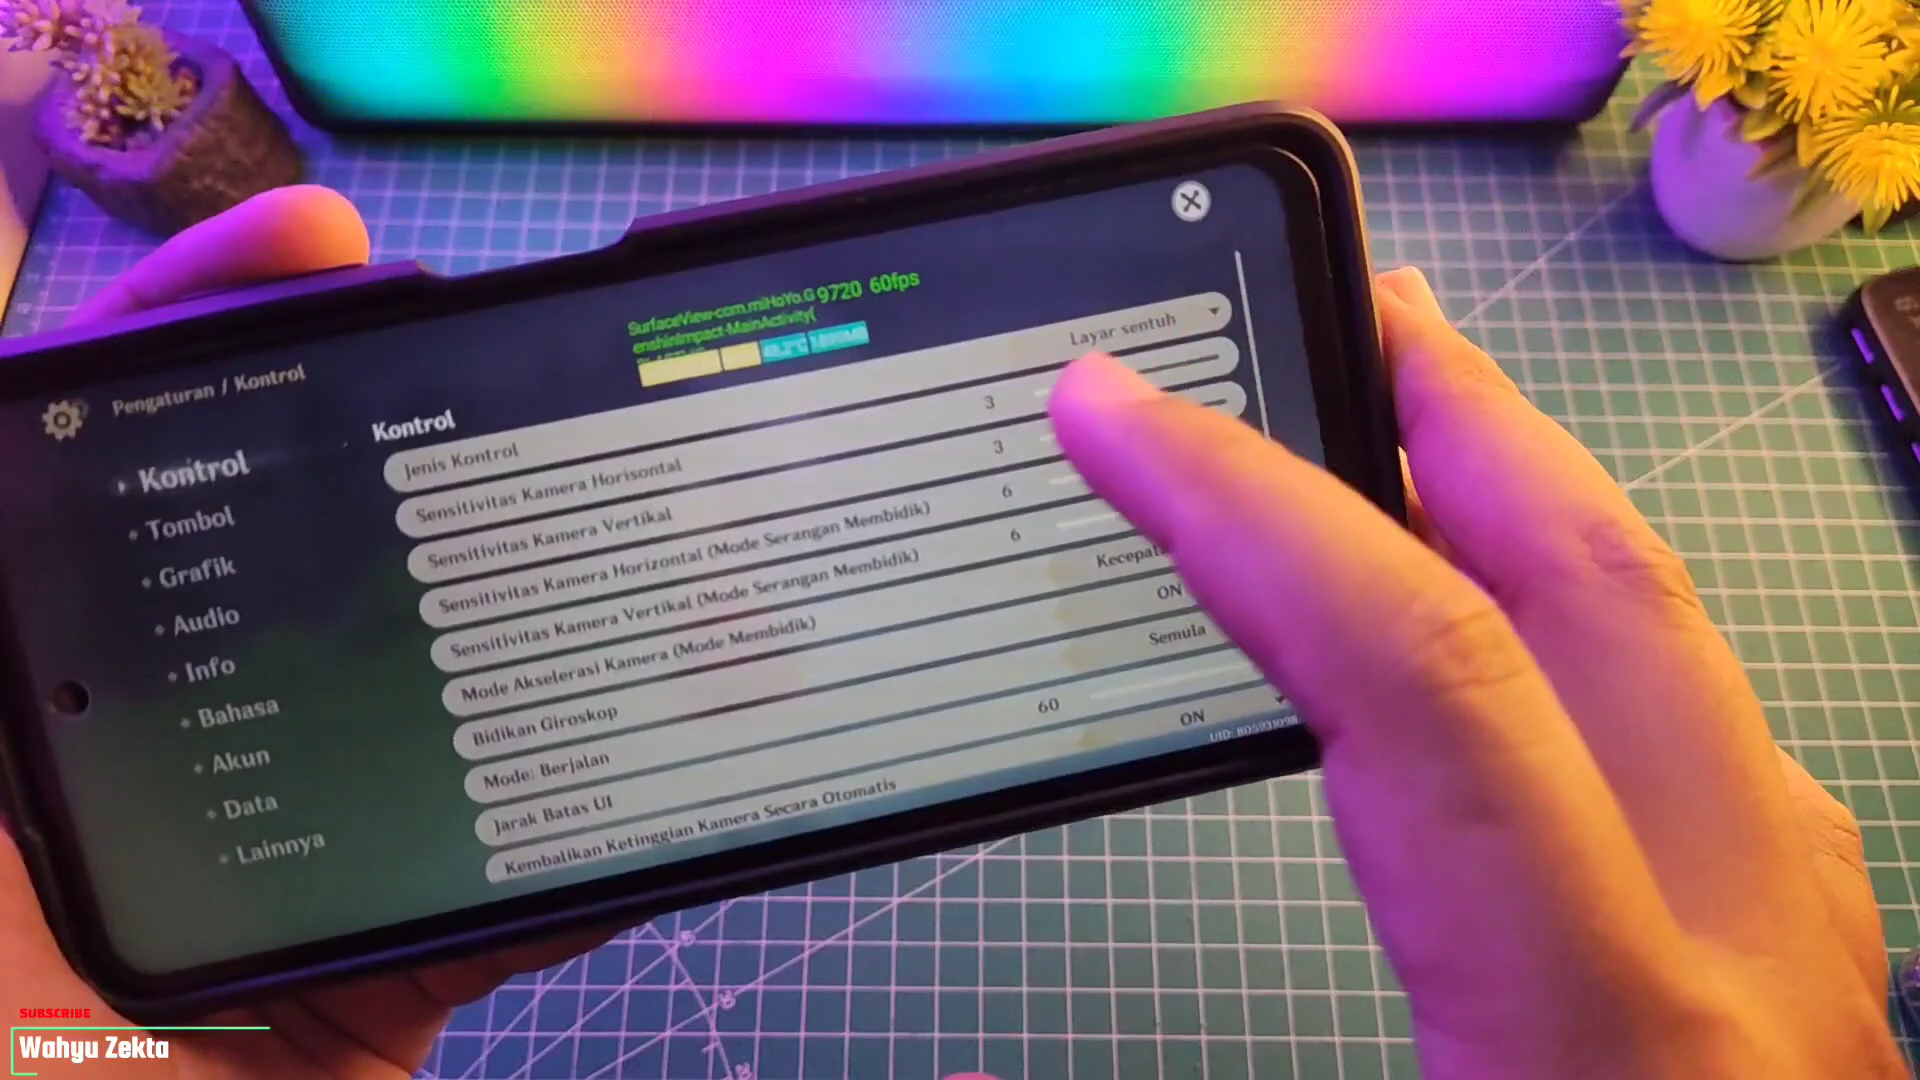 SurfaceView-com.miHoYo.G 9720 60fps
enshinImpact-MainActivity(
Pengaturan / Kontrol
Kontrol
Tombol
Grafik
Audio
Info
Bahasa
Akun
Data
Lainnya
Kontrol
Jenis Kontrol Layar sentuh
Sensitivitas Kamera Horisontal 3
Sensitivitas Kamera Vertikal 3
Sensitivitas Kamera Horizontal (Mode Serangan Membidik) 6
Sensitivitas Kamera Vertikal (Mode Serangan Membidik) 6
Mode Akselerasi Kamera (Mode Membidik)
Bidikan Giroskop ON
Mode: Berjalan Semula
Jarak Batas UI 60
Kembalikan Ketinggian Kamera Secara Otomatis ON
SUBSCRIBE
Wahyu Zekta